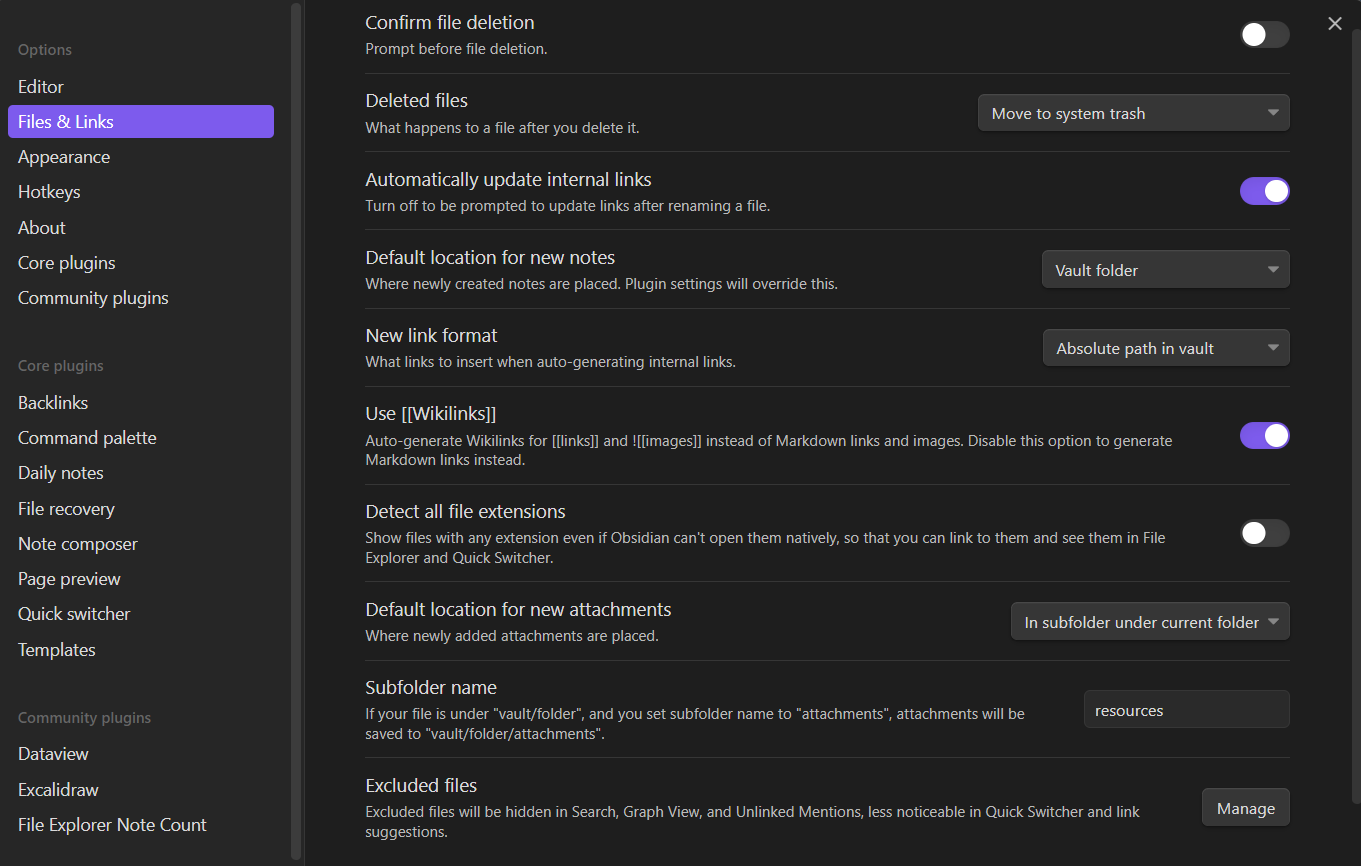 Options
Editor
Files & Links
Appearance
Hotkeys
About
Core plugins
Community plugins
Core plugins
Backlinks
Command palette
Daily notes
File recovery
Note composer
Page preview
Quick switcher
Templates
Community plugins
Dataview
Excalidraw
File Explorer Note Count
Confirm file deletion
Prompt before file deletion.
Deleted files
What happens to a file after you delete it.
Move to system trash
Automatically update internal links
Turn off to be prompted to update links after renaming a file.
Default location for new notes
Where newly created notes are placed. Plugin settings will override this.
Vault folder
New link format
What links to insert when auto-generating internal links.
Absolute path in vault
Use [[Wikilinks]]
Auto-generate Wikilinks for [[links]] and ![[images]] instead of Markdown links and images. Disable this option to generate
Markdown links instead.
Detect all file extensions
Show files with any extension even if Obsidian can't open them natively, so that you can link to them and see them in File
Explorer and Quick Switcher.
Default location for new attachments
Where newly added attachments are placed.
In subfolder under current folder
Subfolder name
If your file is under "vault/folder", and you set subfolder name to "attachments", attachments will be
saved to "vault/folder/attachments".
resources
Excluded files
Excluded files will be hidden in Search, Graph View, and Unlinked Mentions, less noticeable in Quick Switcher and link
suggestions.
Manage